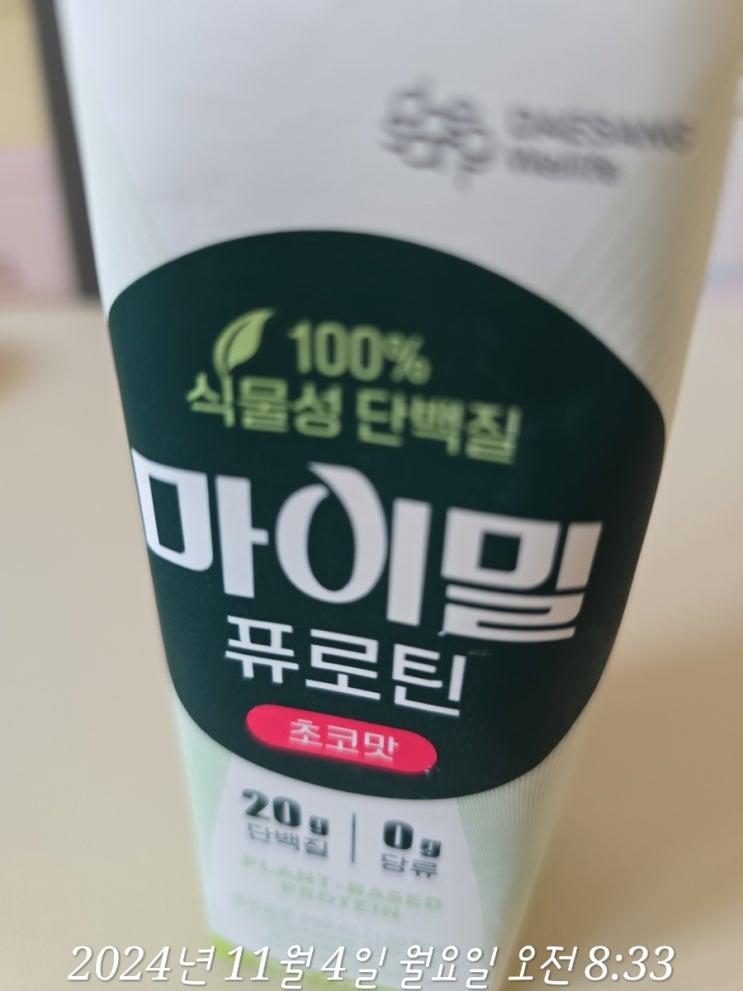 DAESANG
Wellife
100%
식물성 단백질
마이밀
퓨로틴
초코맛
20g 0g
단백질 당류
PLANT-BASED
PROTEIN
2024년 11월 4일 월요일 오전 8:33